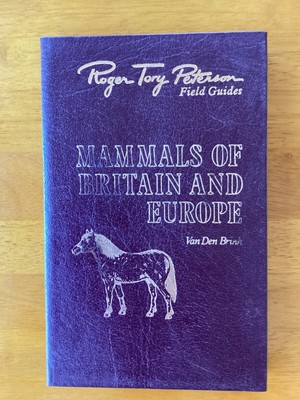 Roger Tory Peterson
Field Guides
MAMMALS OF
BRITAIN AND
EUROPE
Van Den Brink